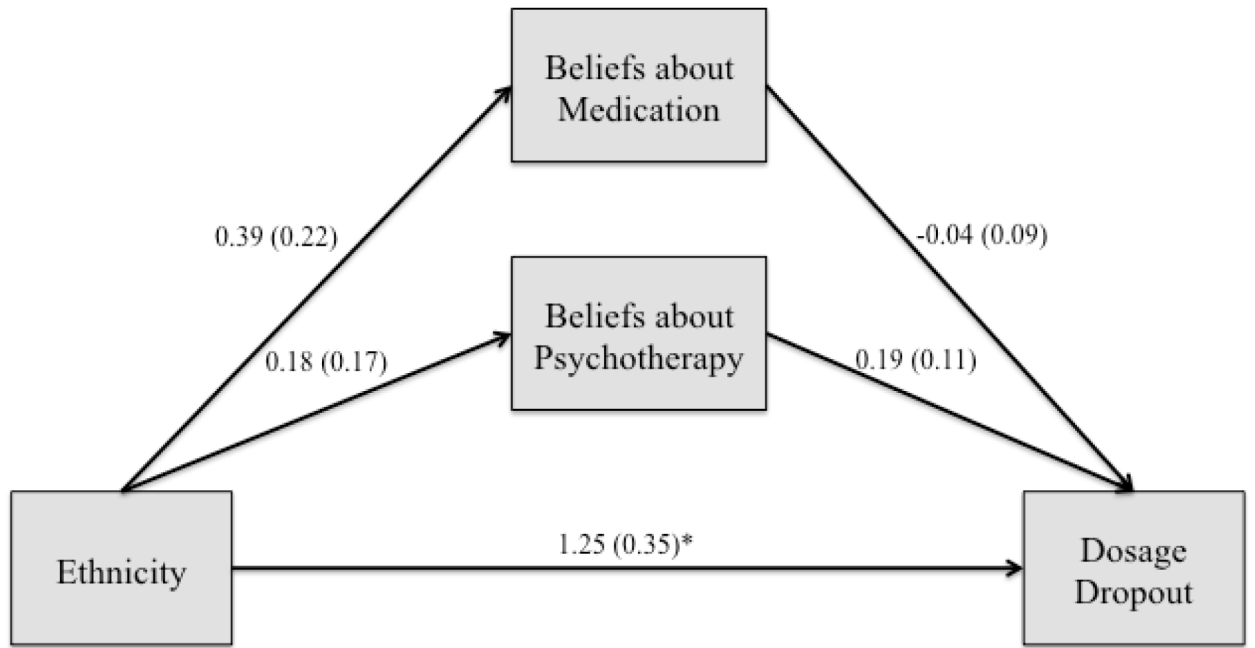 Beliefs about
Medication
0.39 (0.22)
-0.04 (0.09)
Beliefs about
Psychotherapy
0.18 (0.17)
0.19 (0.11)
Ethnicity
1.25 (0.35)*
Dosage
Dropout